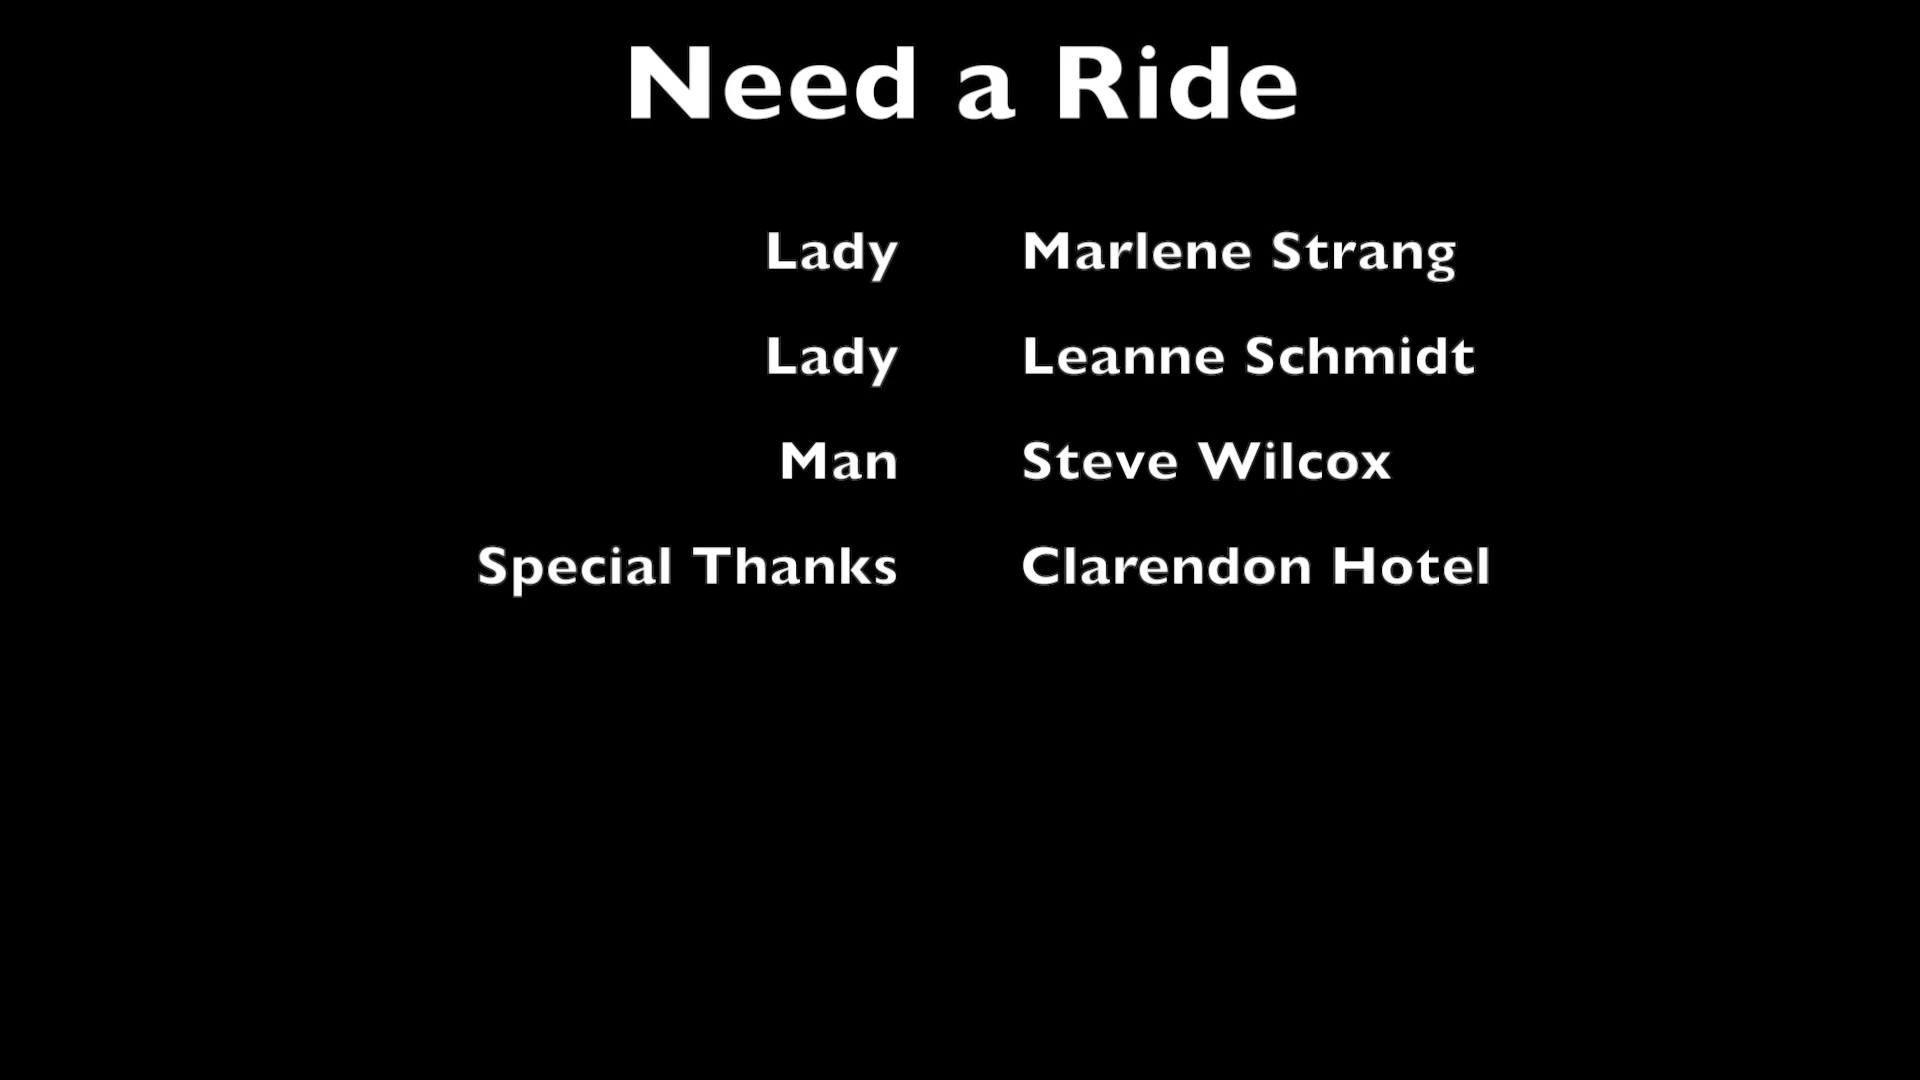 Need a Ride
Lady Marlene Strang
Lady Leanne Schmidt
Man Steve Wilcox
Special Thanks Clarendon Hotel